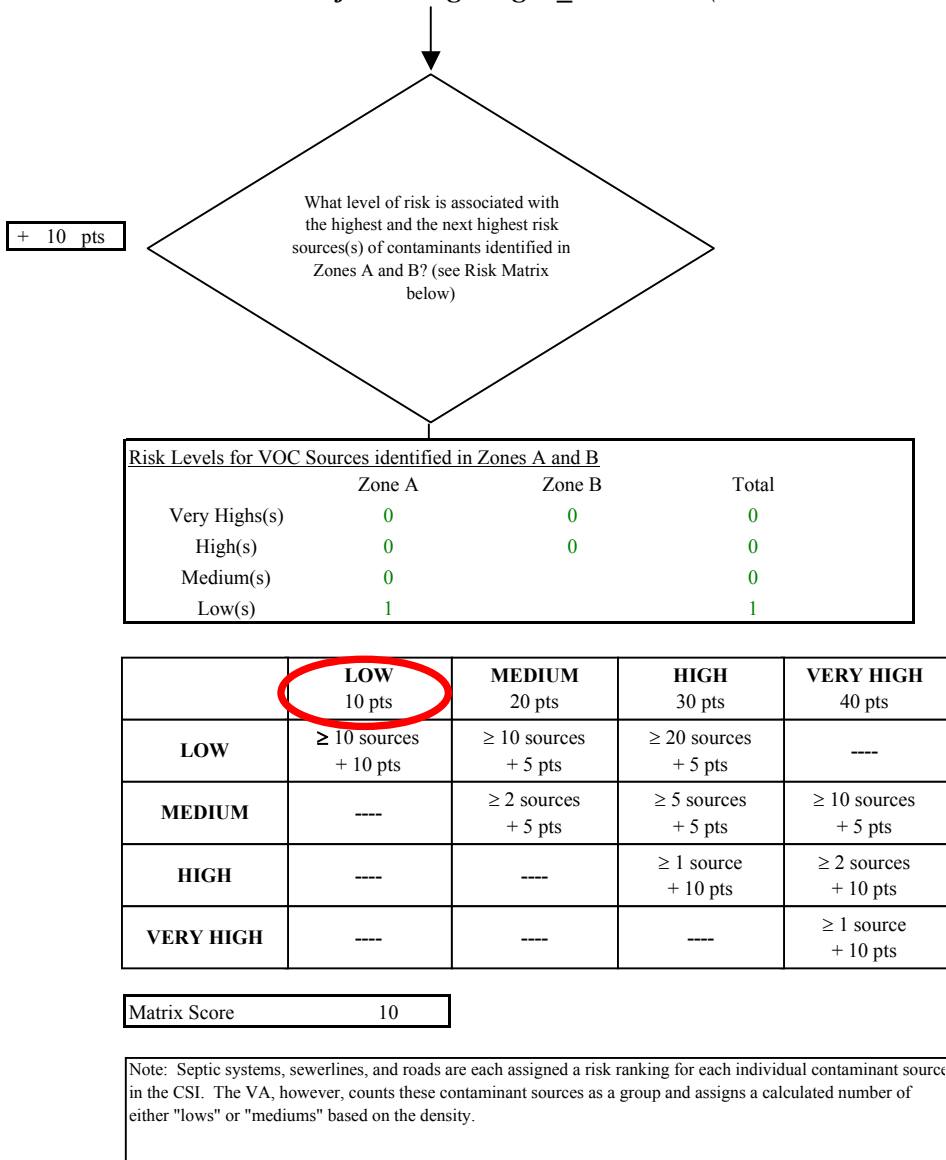 What level of risk is associated with
the highest and the next highest risk
sources(s) of contaminants identified in
Zones A and B? (see Risk Matrix
below)
+ 10 pts
Risk Levels for VOC Sources identified in Zones A and B
Zone A Zone B Total
Very Highs(s) 0 0 0
High(s) 0 0 0
Medium(s) 0 0
Low(s) 1 1
LOW MEDIUM HIGH VERY HIGH
10 pts 20 pts 30 pts 40 pts
LOW ≥ 10 sources ≥ 10 sources ≥ 20 sources ----
+ 10 pts + 5 pts + 5 pts
MEDIUM ---- ≥ 2 sources ≥ 5 sources ≥ 10 sources
+ 5 pts + 5 pts + 5 pts
HIGH ---- ---- ≥ 1 source ≥ 2 sources
+ 10 pts + 10 pts
VERY HIGH ---- ---- ---- ≥ 1 source
+ 10 pts
Matrix Score 10
Note: Septic systems, sewerlines, and roads are each assigned a risk ranking for each individual contaminant source
in the CSI. The VA, however, counts these contaminant sources as a group and assigns a calculated number of
either "lows" or "mediums" based on the density.